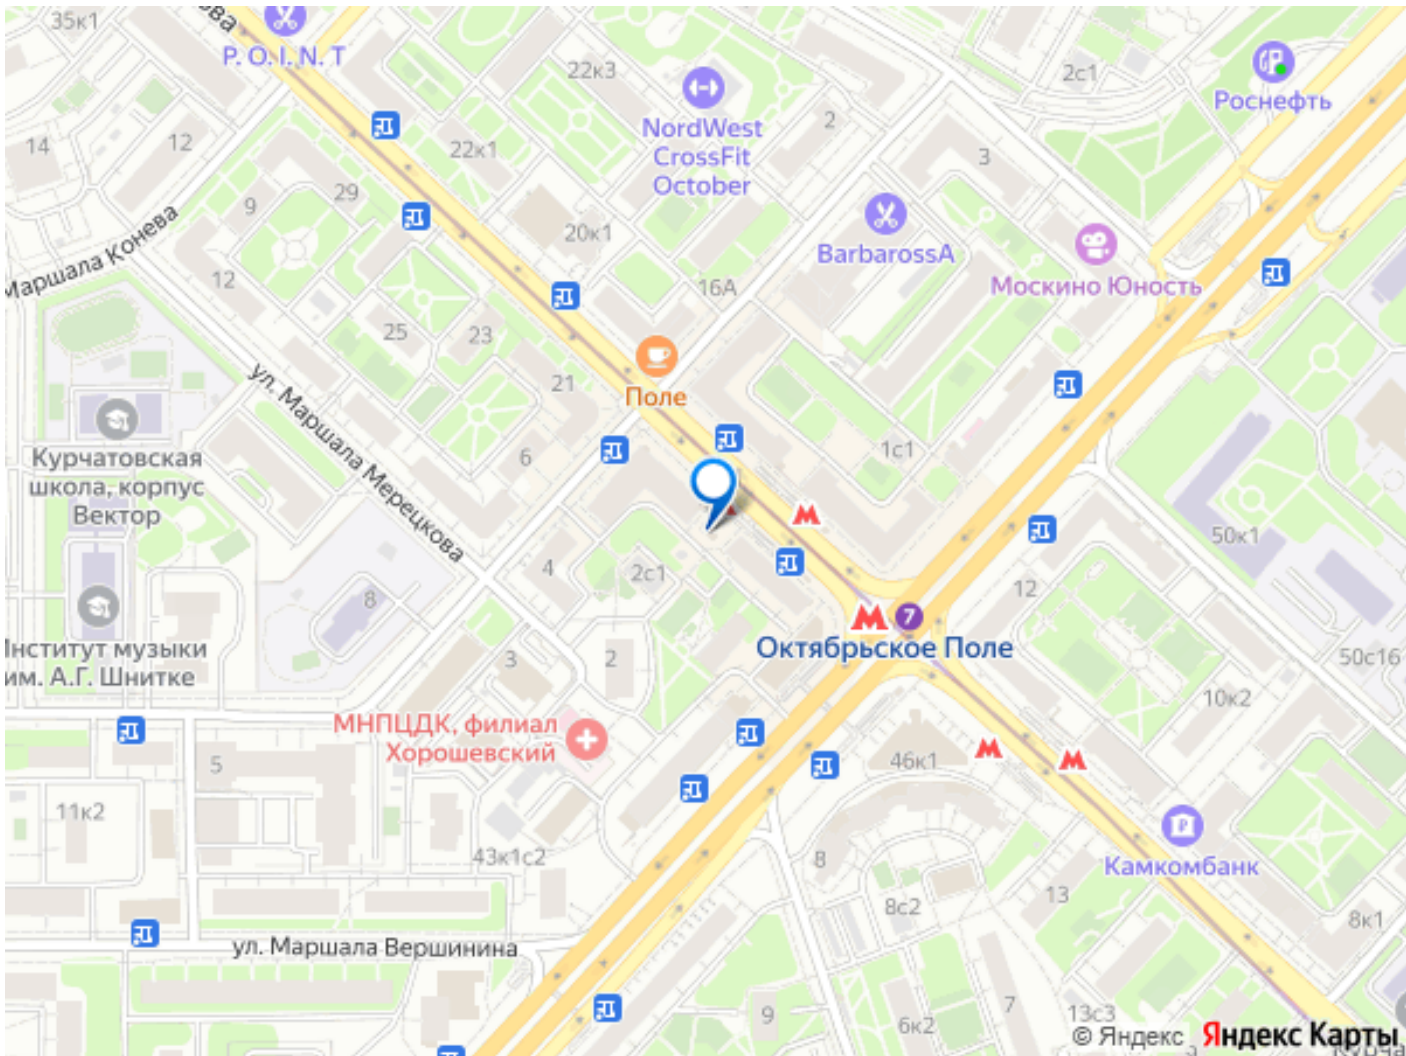 35к1
ова
P. O. I. N. T
22к3
2с1
Роснефть
NordWest
CrossFit
October
2
14
12
22к1
3
29
9
20к1
BarbarossA
Москино Юность
Маршала Конева
12
16А
25
23
21
Поле
ул. Маршала Мерецкова
Курчатовская
школа, корпус
Вектор
6
1с1
50к1
4
2с1
8
12
7
Октябрьское Поле
Институт музыки
им. А.Г. Шнитке
3
2
50с16
10к2
МНПЦДК, филиал
Хорошевский
46к1
5
11к2
43к1с2
8
Камкомбанк
13
8с2
8к1
ул. Маршала Вершинина
9
6к2
7
13с3
© Яндекс Яндекс Карты